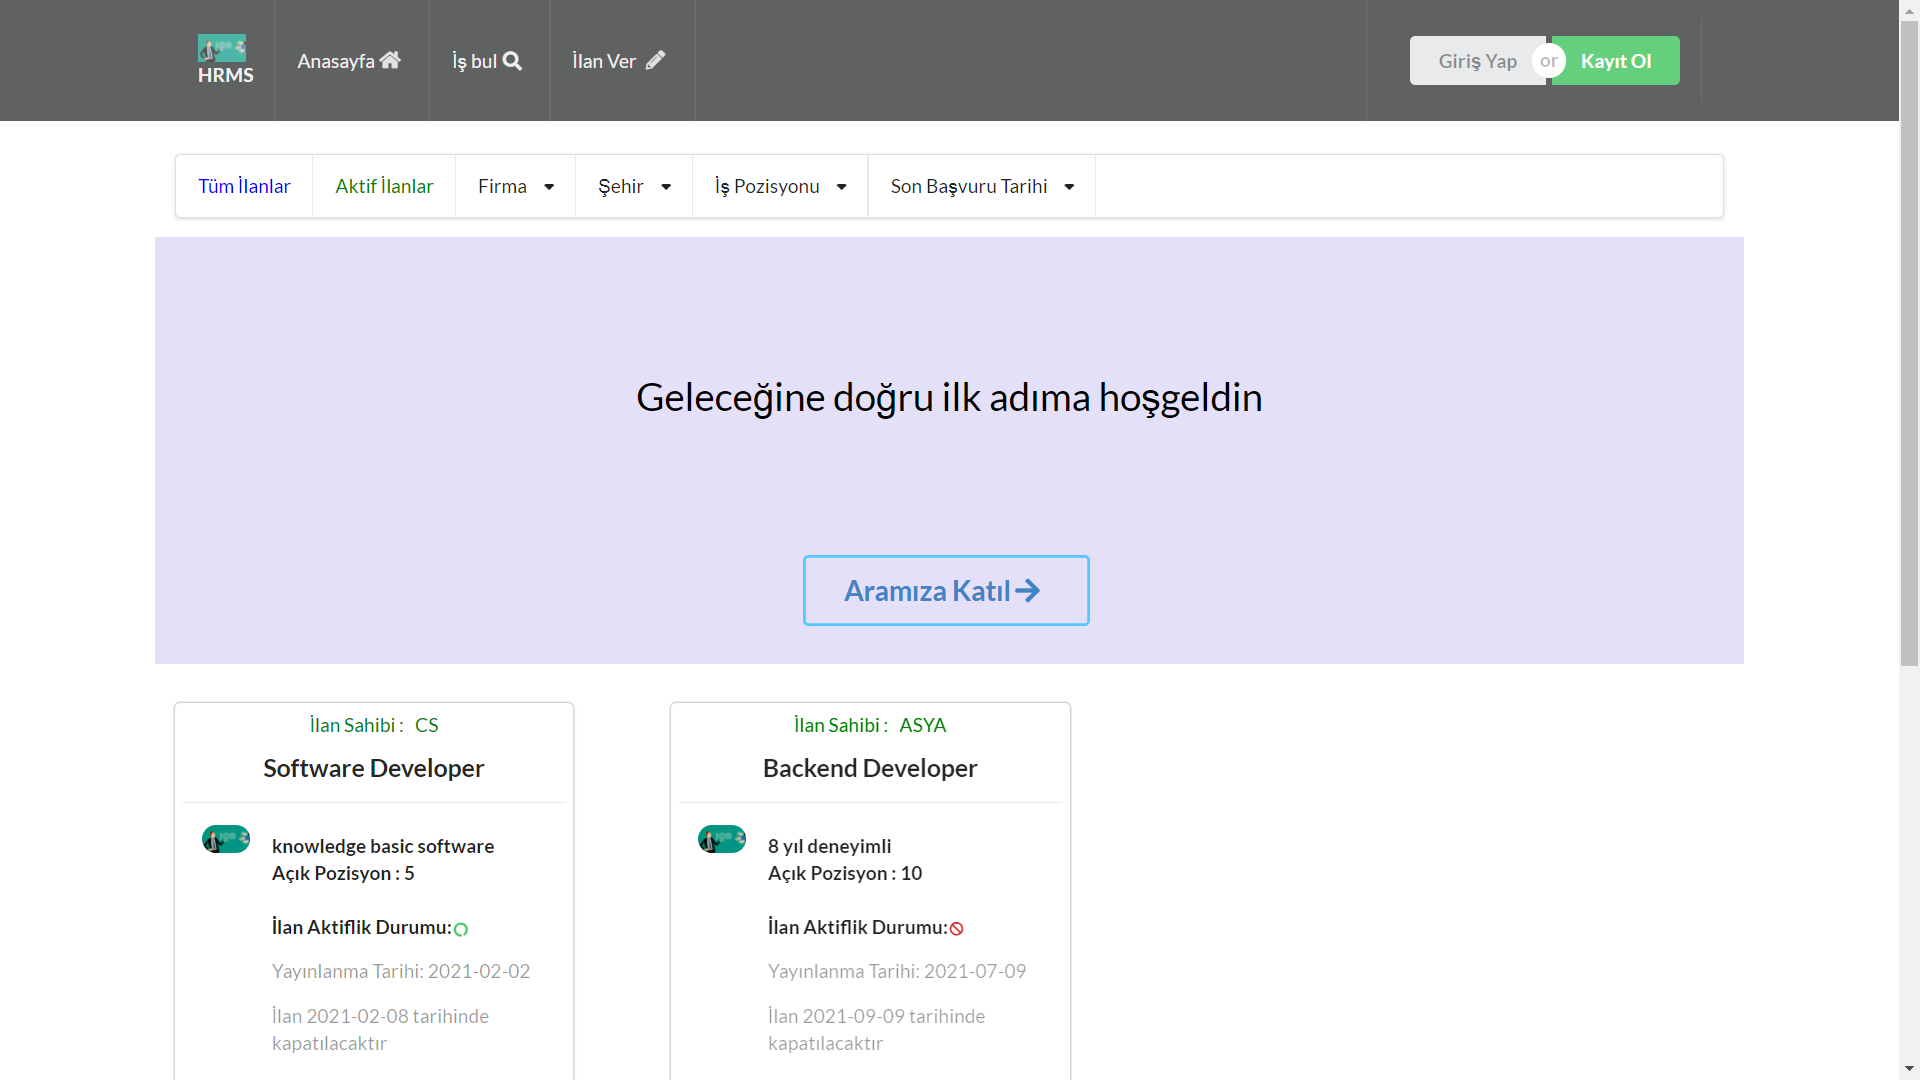 HRMS
Anasayfa
İş bul
İlan Ver
Giriş Yap
or
Kayıt Ol
Tüm İlanlar
Aktif İlanlar
Firma
Şehir
İş Pozisyonu
Son Başvuru Tarihi
Geleceğine doğru ilk adıma hoşgeldin
Aramıza Katıl
İlan Sahibi : CS
Software Developer
knowledge basic software
Açık Pozisyon : 5
İlan Aktiflik Durumu:
Yayınlanma Tarihi: 2021-02-02
İlan 2021-02-08 tarihinde
kapatılacaktır
İlan Sahibi : ASYA
Backend Developer
8 yıl deneyimli
Açık Pozisyon : 10
İlan Aktiflik Durumu:
Yayınlanma Tarihi: 2021-07-09
İlan 2021-09-09 tarihinde
kapatılacaktır